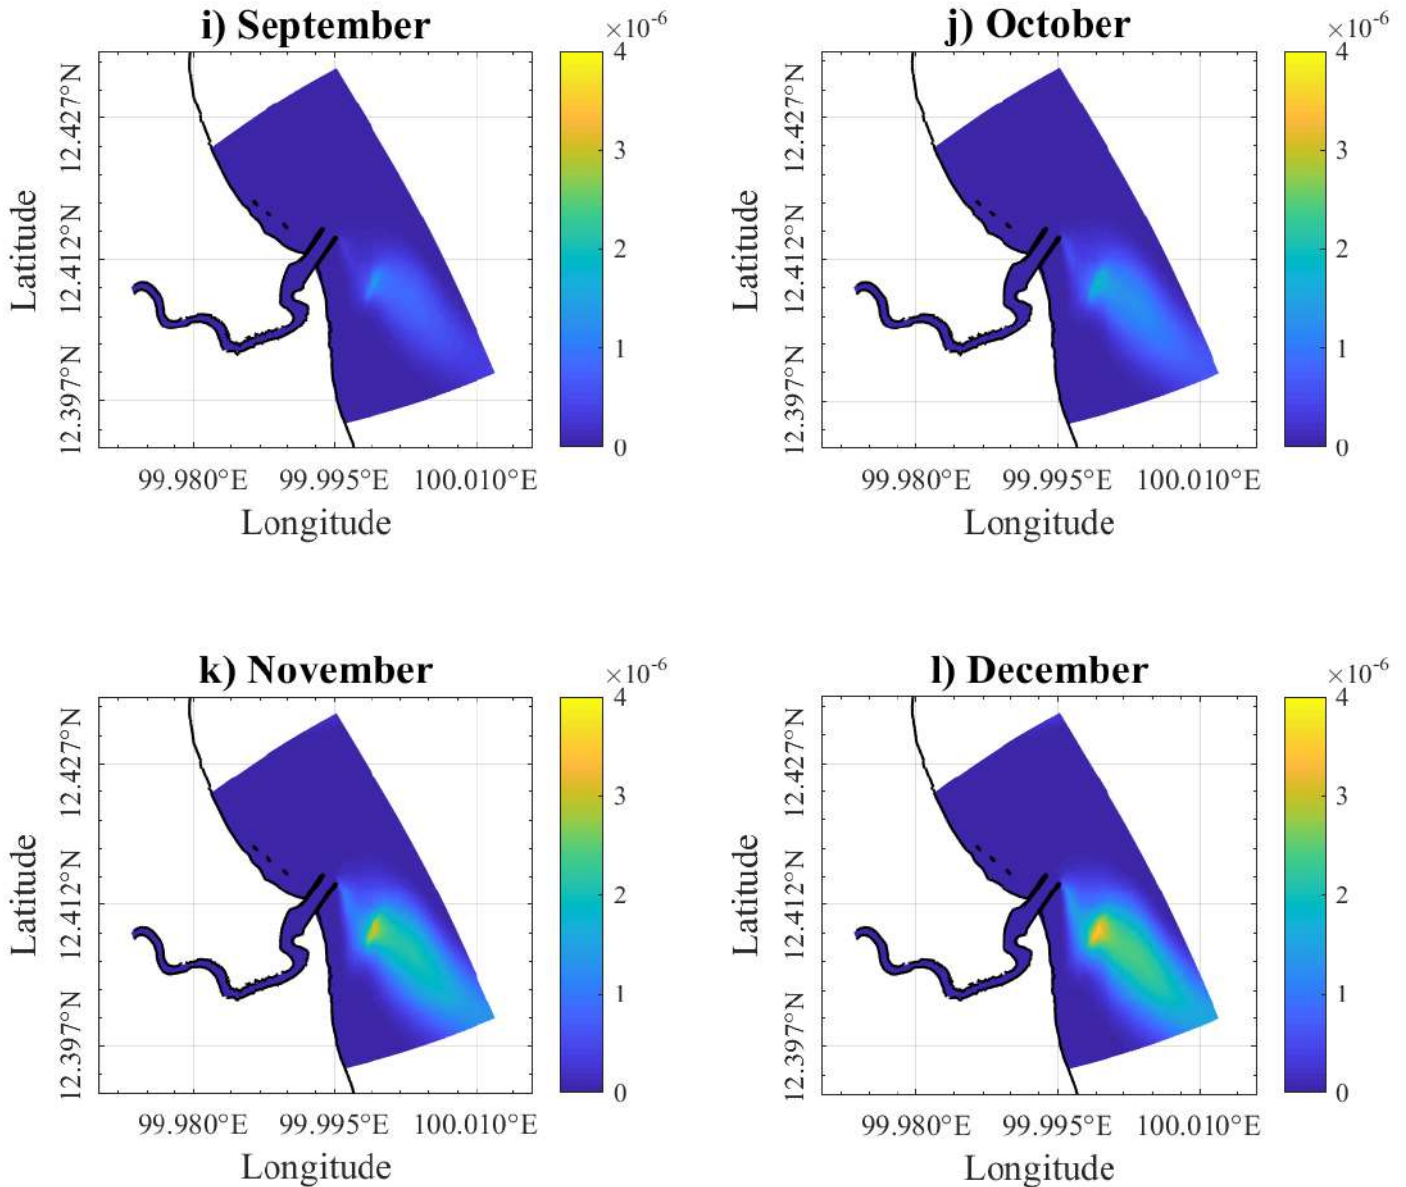 i) September
×10⁻⁶
j) October
×10⁻⁶
Latitude
12.427°N
12.412°N
12.397°N
4
3
2
1
0
99.980°E 99.995°E 100.010°E
Longitude
Latitude
12.427°N
12.412°N
12.397°N
4
3
2
1
0
99.980°E 99.995°E 100.010°E
Longitude
k) November
×10⁻⁶
l) December
×10⁻⁶
Latitude
12.427°N
12.412°N
12.397°N
4
3
2
1
0
99.980°E 99.995°E 100.010°E
Longitude
Latitude
12.427°N
12.412°N
12.397°N
4
3
2
1
0
99.980°E 99.995°E 100.010°E
Longitude